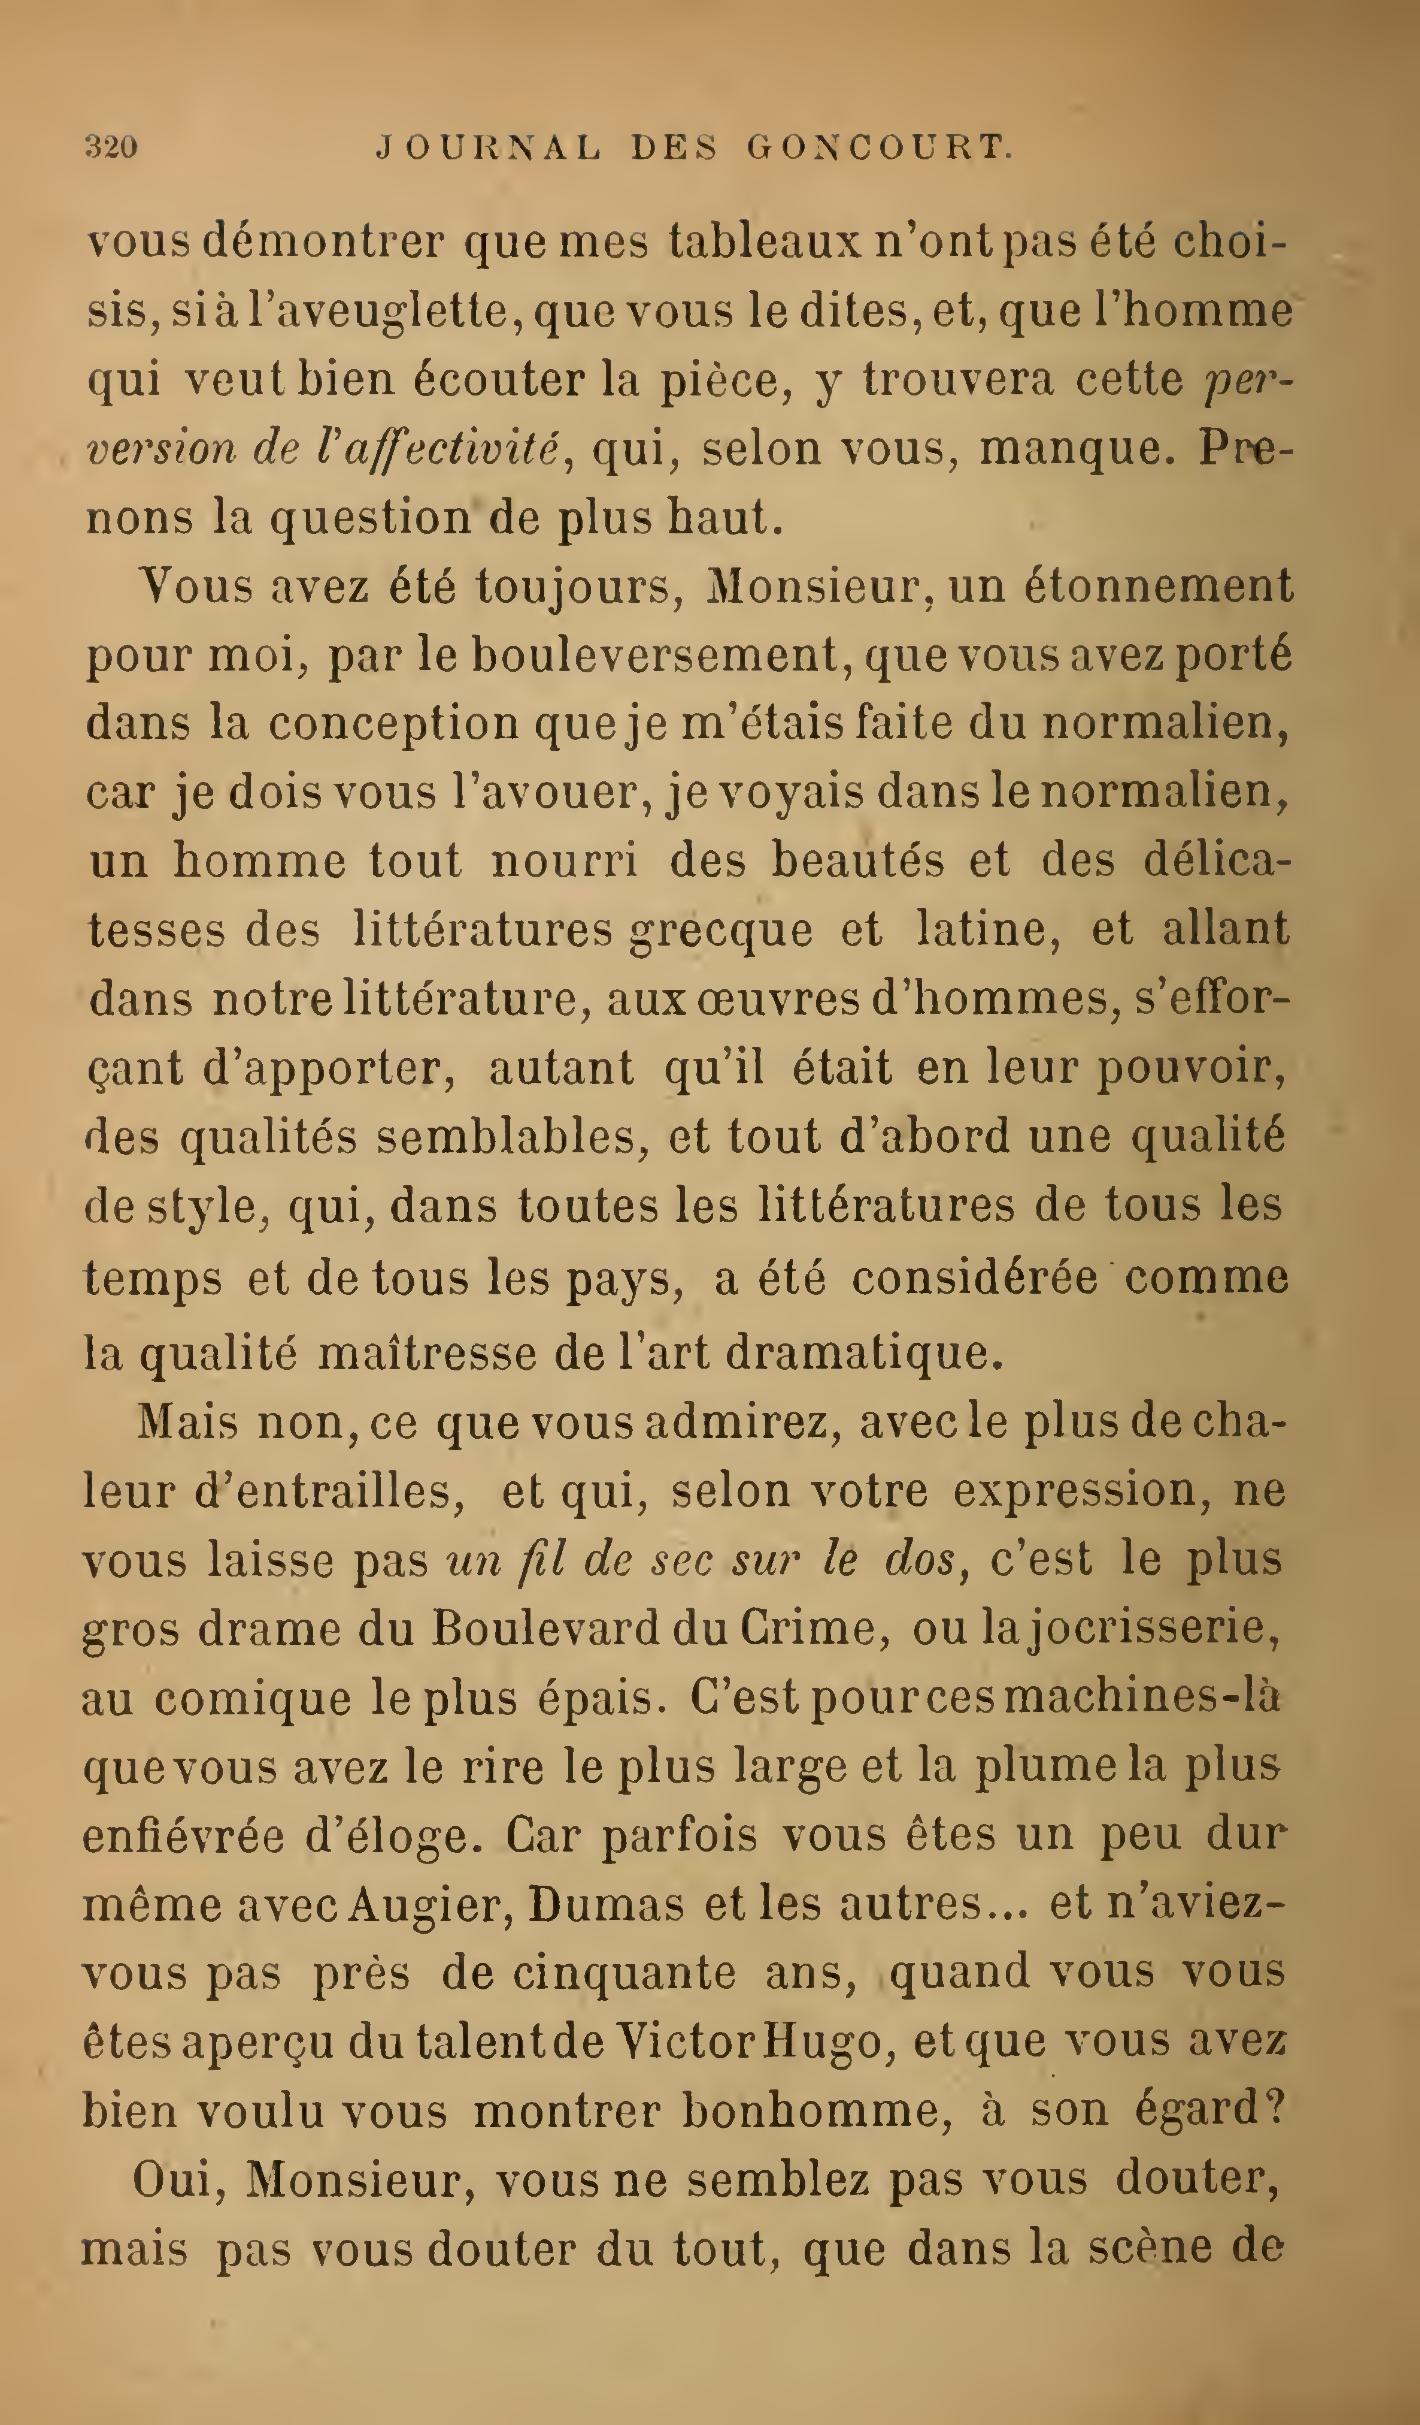 320 JOURNAL DES GONCOURT.
vous démontrer que mes tableaux n'ont pas été choi-
sis, si à l'aveuglette, que vous le dites, et, que l'homme
qui veut bien écouter la pièce, y trouvera cette per-
version de l'affectivité, qui, selon vous, manque. Pre-
nons la question de plus haut.
Vous avez été toujours, Monsieur, un étonnement
pour moi, par le bouleversement, que vous avez porté
dans la conception que je m'étais faite du normalien,
car je dois vous l'avouer, je voyais dans le normalien,
un homme tout nourri des beautés et des délica-
tesses des littératures grecque et latine, et allant
dans notre littérature, aux œuvres d'hommes, s'effor-
çant d'apporter, autant qu'il était en leur pouvoir,
des qualités semblables, et tout d'abord une qualité
de style, qui, dans toutes les littératures de tous les
temps et de tous les pays, a été considérée comme
la qualité maîtresse de l'art dramatique.
Mais non, ce que vous admirez, avec le plus de cha-
leur d'entrailles, et qui, selon votre expression, ne
vous laisse pas un fil de sec sur le dos, c'est le plus
gros drame du Boulevard du Crime, ou la jocrisserie,
au comique le plus épais. C'est pour ces machines-là
que vous avez le rire le plus large et la plume la plus
enfiévrée d'éloge. Car parfois vous êtes un peu dur
même avec Augier, Dumas et les autres... et n'aviez-
vous pas près de cinquante ans, quand vous vous
êtes aperçu du talent de Victor Hugo, et que vous avez
bien voulu vous montrer bonhomme, à son égard?
Oui, Monsieur, vous ne semblez pas vous douter,
mais pas vous douter du tout, que dans la scène de